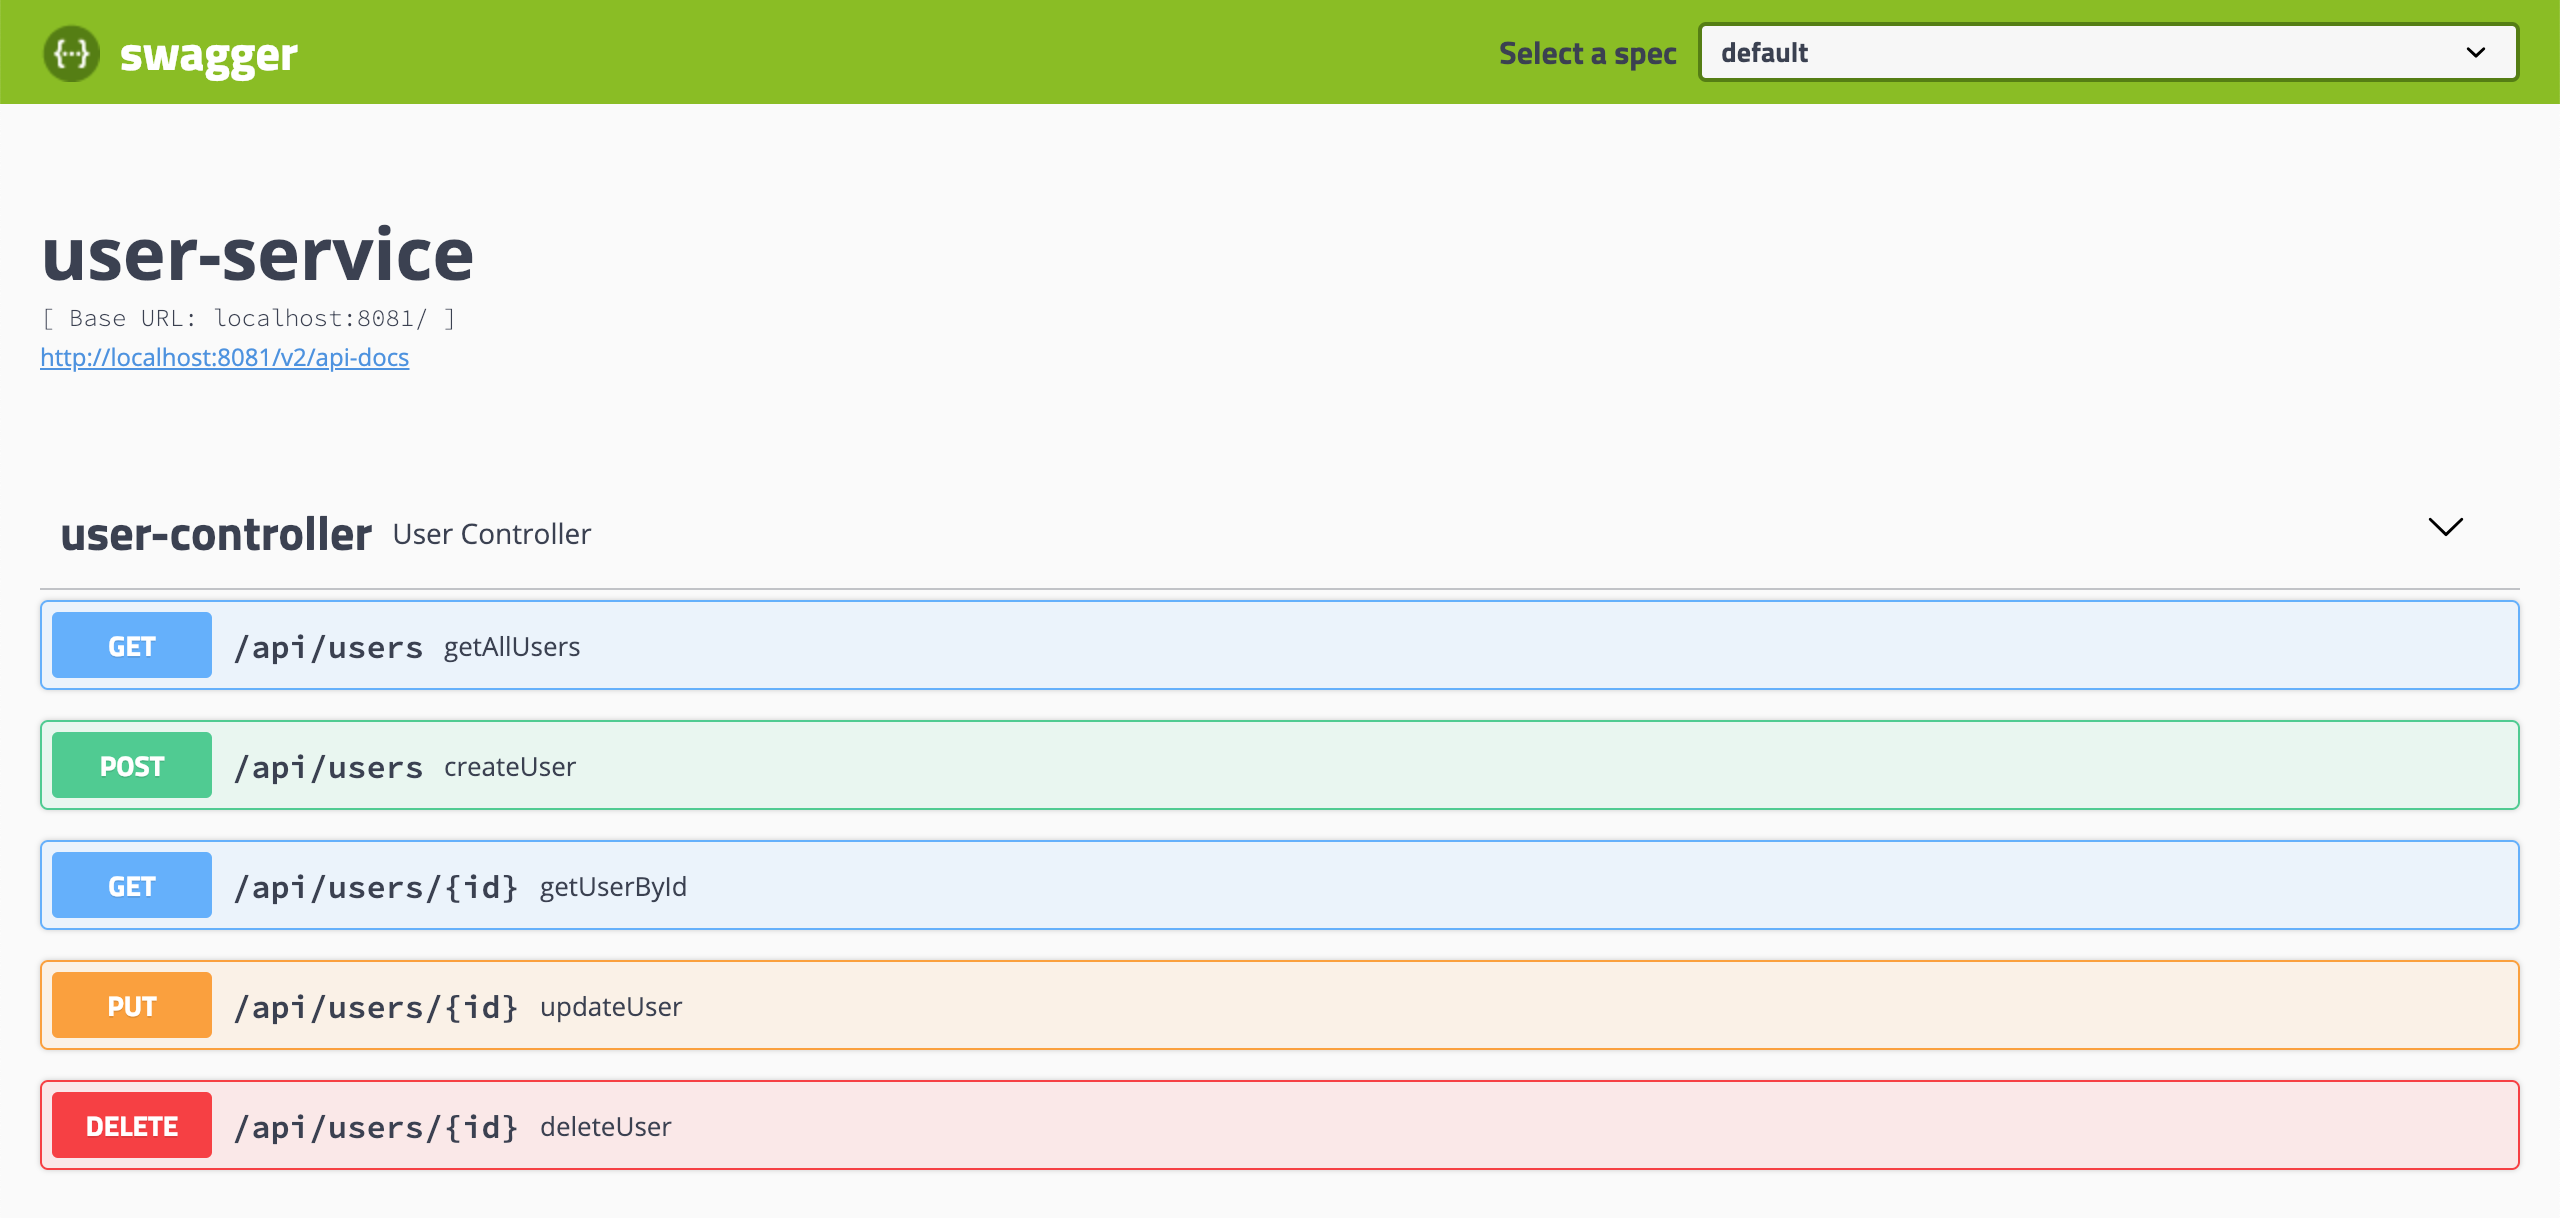 {...} swagger
Select a spec
default
user-service
[ Base URL: localhost:8081/ ]
http://localhost:8081/v2/api-docs
user-controller User Controller
GET /api/users getAllUsers
POST /api/users createUser
GET /api/users/{id} getUserById
PUT /api/users/{id} updateUser
DELETE /api/users/{id} deleteUser